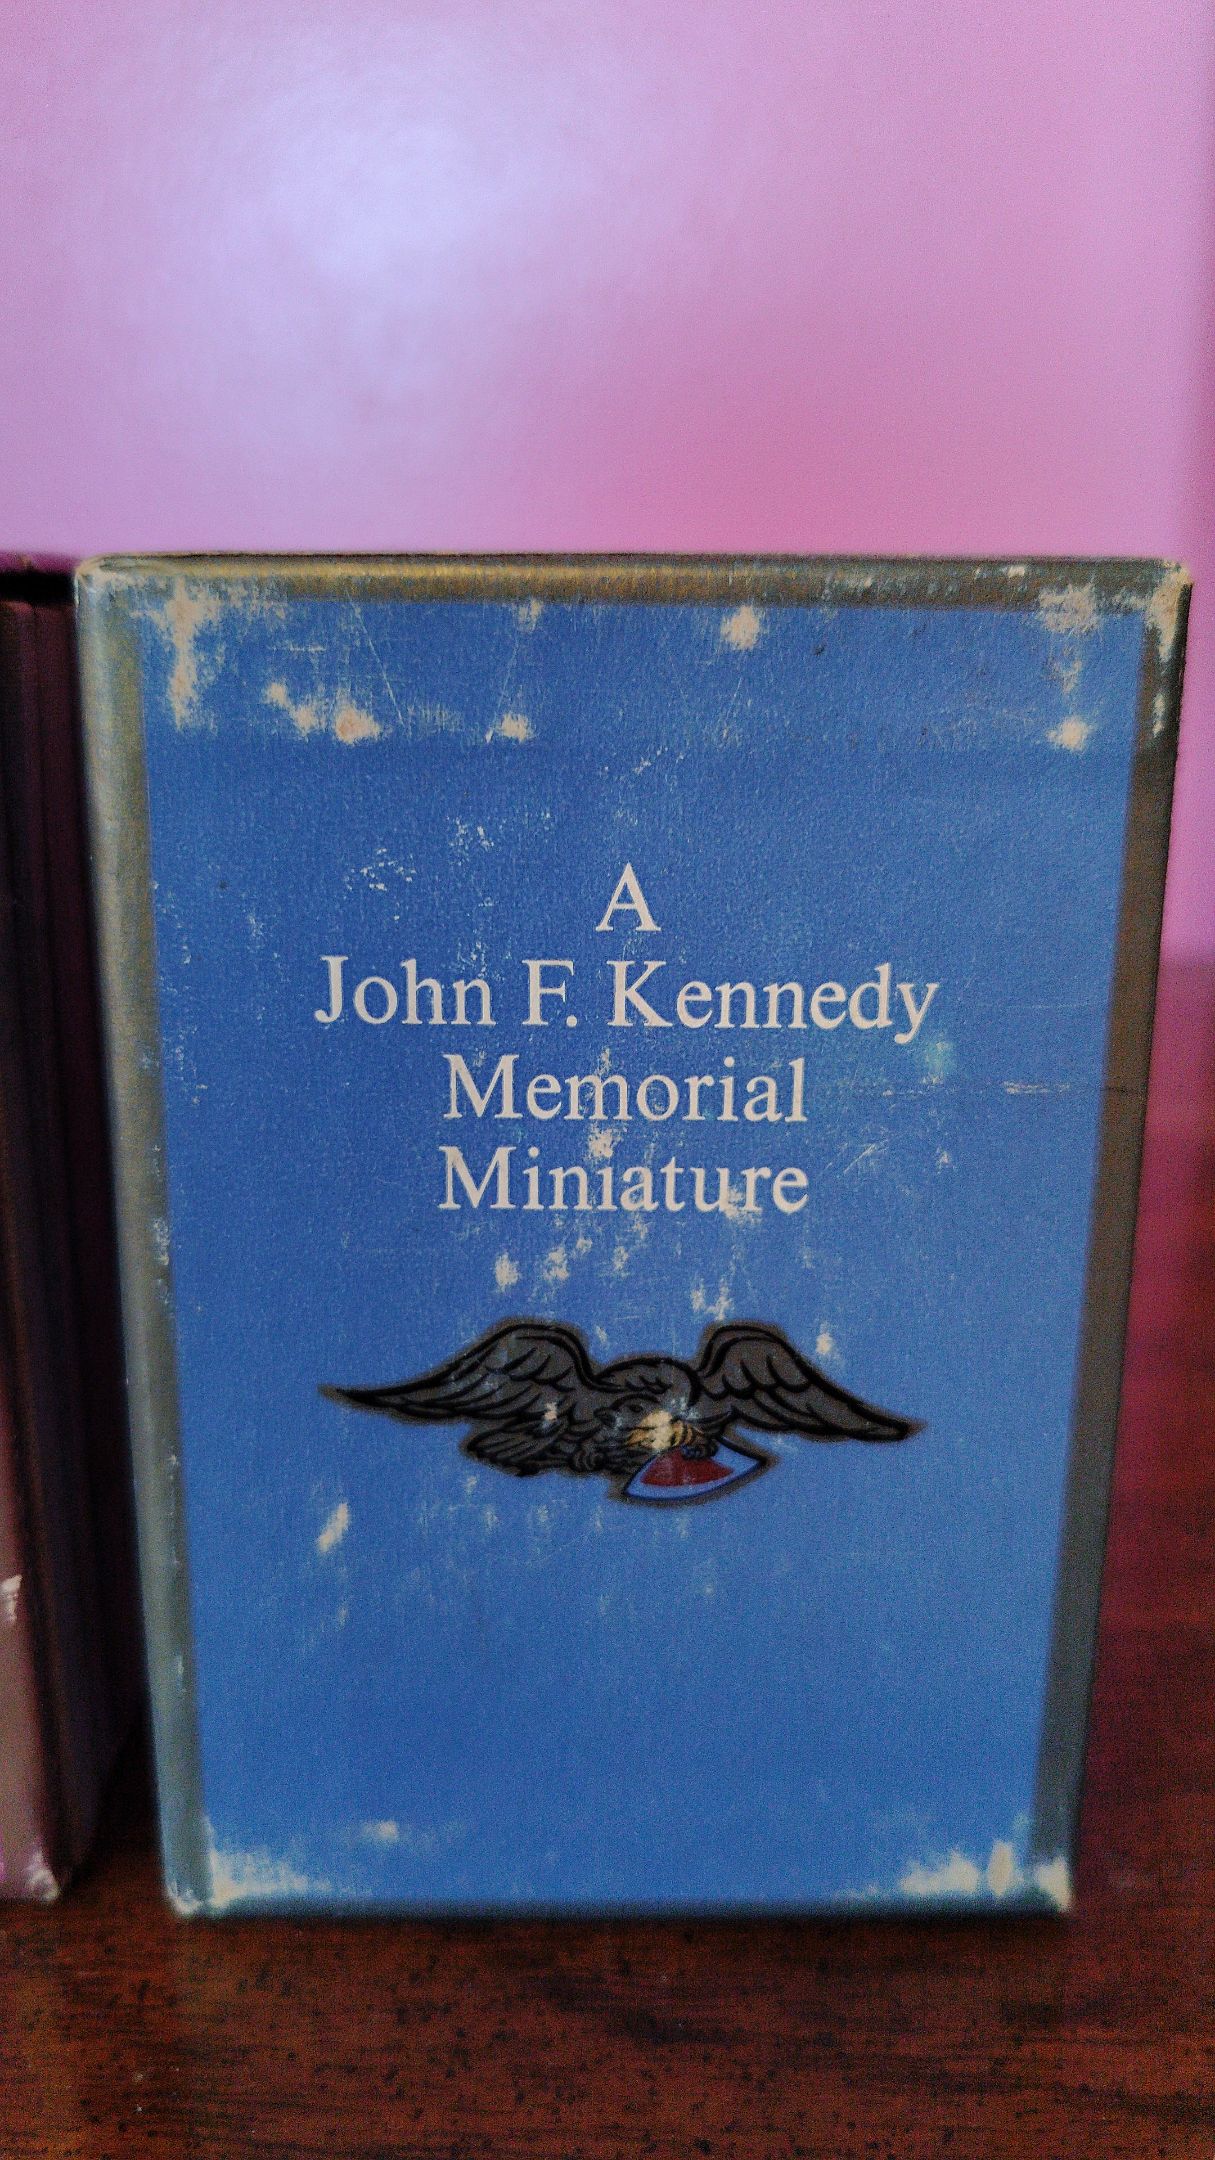 A
John F. Kennedy
Memorial
Miniature